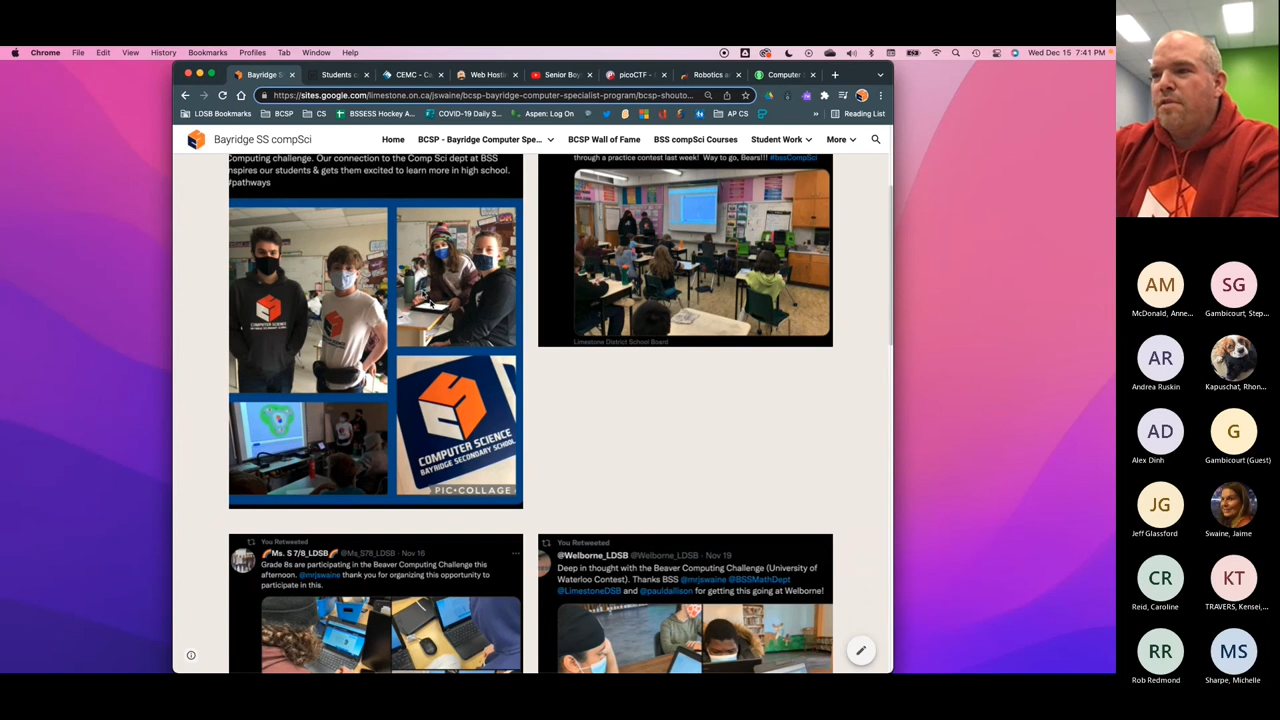 Chrome File Edit View History Bookmarks Profiles Tab Window Help
Wed Dec 15 7:41 PM
Bayridge S
Students c
CEMC - Ca
Web Hosti
Senior Boy
picoCTF -
Robotics a
Computer
https://sites.google.com/limestone.on.ca/jswaine/bcsp-bayridge-computer-specialist-program/bcsp-shouto...
LDSB Bookmarks BCSP CS BSSESS Hockey A... COVID-19 Daily S... Aspen: Log On AP CS » Reading List
Bayridge SS compSci
Home BCSP - Bayridge Computer Spe... BCSP Wall of Fame BSS compSci Courses Student Work More
Computing challenge. Our connection to the Comp Sci dept at BSS
inspires our students & gets them excited to learn more in high school.
#pathways
through a practice contest last week! Way to go, Bears!!! #bssCompSci
COMPUTER SCIENCE
COMPUTER SCIENCE
BAYRIDGE SECONDARY SCHOOL
PIC•COLLAGE
Limestone District School Board
You Retweeted
Ms. S 7/8_LDSB @Ms_S78_LDSB · Nov 16
Grade 8s are participating in the Beaver Computing Challenge this
afternoon. @mrjswaine thank you for organizing this opportunity to
participate in this.
You Retweeted
@Welborne_LDSB @Welborne_LDSB · Nov 19
Deep in thought with the Beaver Computing Challenge (University of
Waterloo Contest). Thanks BSS @mrjswaine @BSSMathDept
@LimestoneDSB and @pauldallison for getting this going at Welborne!
AM
McDonald, Anne...
SG
Gambicourt, Step...
AR
Andrea Ruskin
Kapuschat, Rhon...
AD
Alex Dinh
G
Gambicourt (Guest)
JG
Jeff Glassford
Swaine, Jaime
CR
Reid, Caroline
KT
TRAVERS, Kensei,...
RR
Rob Redmond
MS
Sharpe, Michelle